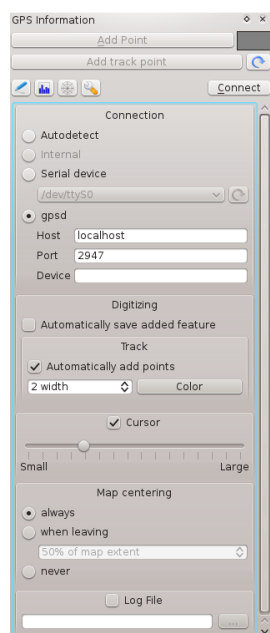 GPS Information
Add Point
Add track point
Connect
Connection
Autodetect
Internal
Serial device
/dev/ttyS0
gpsd
Host localhost
Port 2947
Device
Digitizing
Automatically save added feature
Track
Automatically add points
2 width Color
Cursor
Small Large
Map centering
always
when leaving
50% of map extent
never
Log File
...